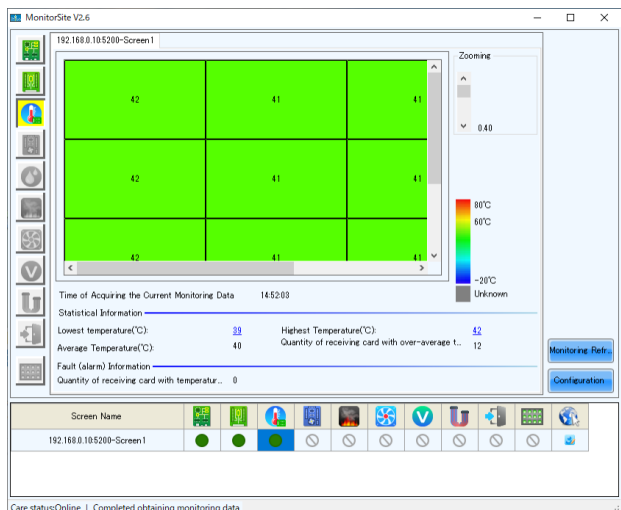 MonitorSite V2.6
192.168.0.10:5200-Screen1
Zooming
42 41 41
0.40
42 41 41
80℃
60℃
42 41 41
-20℃
Unknown
Time of Acquiring the Current Monitoring Data 14:52:03
Statistical Information
Lowest temperature(℃): 39 Highest Temperature(℃): 42
Average Temperature(℃): 40 Quantity of receiving card with over-average t... 12
Monitoring Refr...
Fault (alarm) Information
Quantity of receiving card with temperatur... 0
Configuration
Screen Name
V
192.168.0.10:5200-Screen1
Care status:Online | Completed obtaining monitoring data